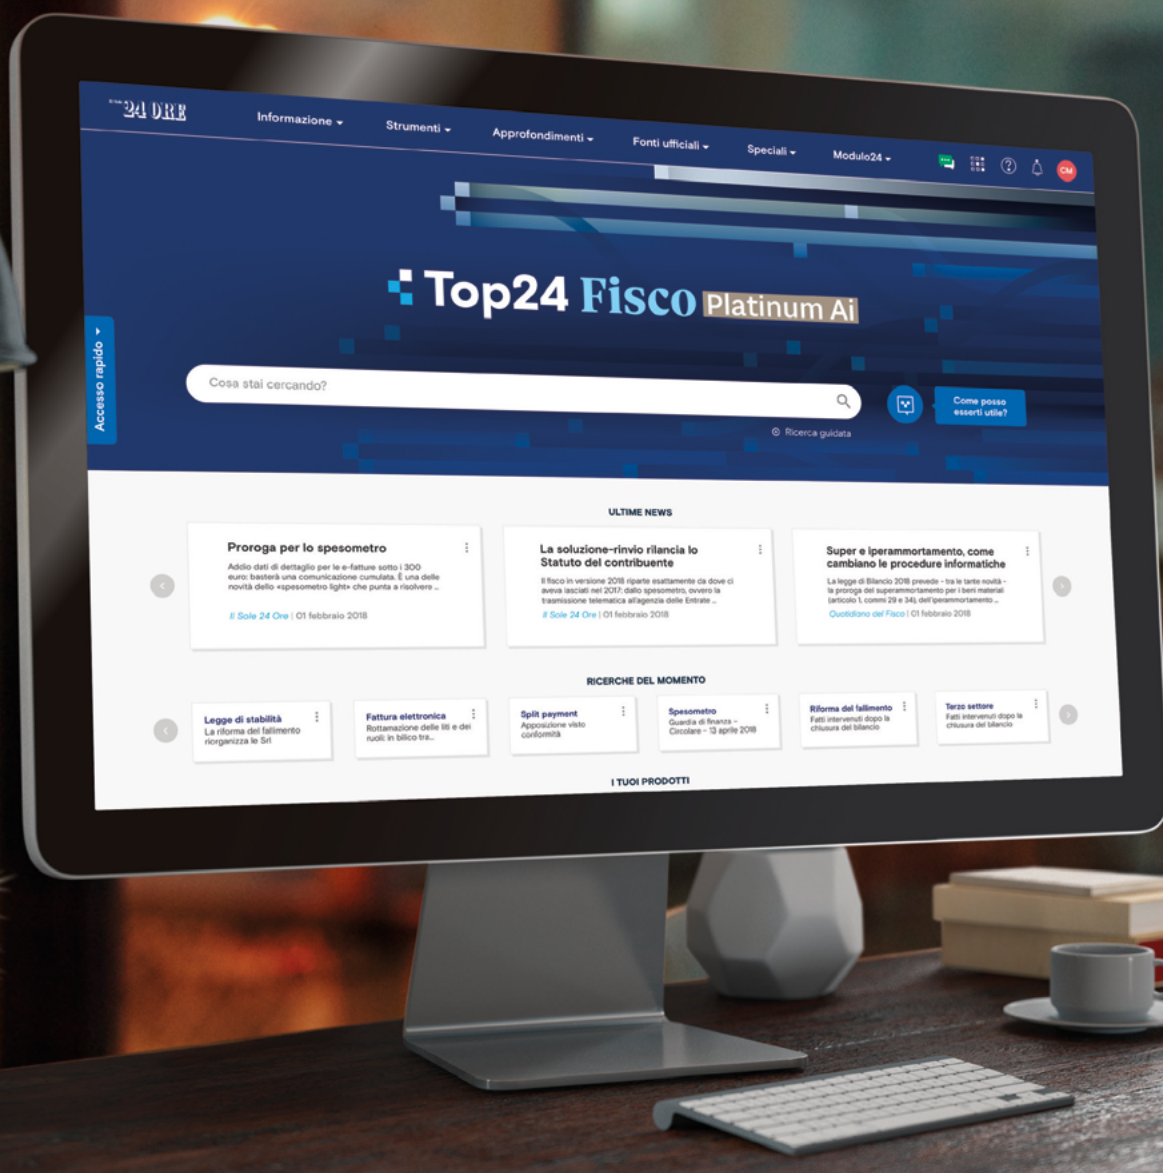 24 ORE
Informazione
Strumenti
Approfondimenti
Fonti ufficiali
Speciali
Modulo24
CM
Top24 Fisco Platinum Ai
Accesso rapido
Cosa stai cercando?
Come posso
esserti utile?
Ricerca guidata
ULTIME NEWS
Proroga per lo spesometro
Addio dati di dettaglio per le e-fatture sotto i 300
euro: basterà una comunicazione cumulata. È una delle
novità dello «spesometro light» che punta a risolvere ...
Il Sole 24 Ore | 01 febbraio 2018
La soluzione-rinvio rilancia lo
Statuto del contribuente
Il fisco in versione 2018 riparte esattamente da dove ci
aveva lasciati nel 2017: dallo spesometro, ovvero la
trasmissione telematica all'agenzia delle Entrate ...
Il Sole 24 Ore | 01 febbraio 2018
Super e iperammortamento, come
cambiano le procedure informatiche
La legge di Bilancio 2018 prevede - tra le tante novità -
la proroga del superammortamento per i beni materiali
(articolo 1, commi 29 e 34), dell'iperammortamento ...
Quotidiano del Fisco | 01 febbraio 2018
RICERCHE DEL MOMENTO
Legge di stabilità
La riforma del fallimento
riorganizza le Srl
Fattura elettronica
Rottamazione delle liti e dei
ruoli: in bilico tra...
Split payment
Apposizione visto
conformità
Spesometro
Guardia di finanza -
Circolare - 13 aprile 2018
Riforma del fallimento
Fatti intervenuti dopo la
chiusura del bilancio
Terzo settore
Fatti intervenuti dopo la
chiusura del bilancio
I TUOI PRODOTTI